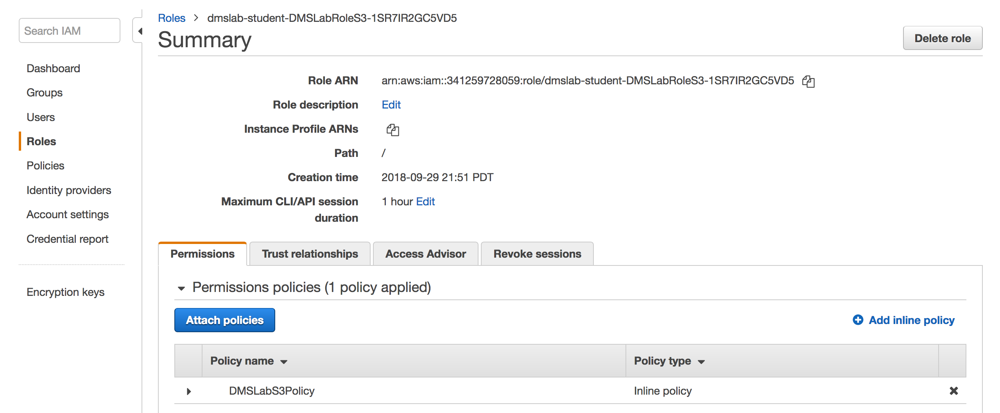 Search IAM
Dashboard
Groups
Users
Roles
Policies
Identity providers
Account settings
Credential report
Encryption keys
Roles > dmslab-student-DMSLabRoleS3-1SR7IR2GC5VD5
Summary
Delete role
Role ARN arn:aws:iam::341259728059:role/dmslab-student-DMSLabRoleS3-1SR7IR2GC5VD5
Role description Edit
Instance Profile ARNs
Path /
Creation time 2018-09-29 21:51 PDT
Maximum CLI/API session 1 hour Edit
duration
Permissions Trust relationships Access Advisor Revoke sessions
Permissions policies (1 policy applied)
Attach policies Add inline policy
Policy name Policy type
DMSLabS3Policy Inline policy